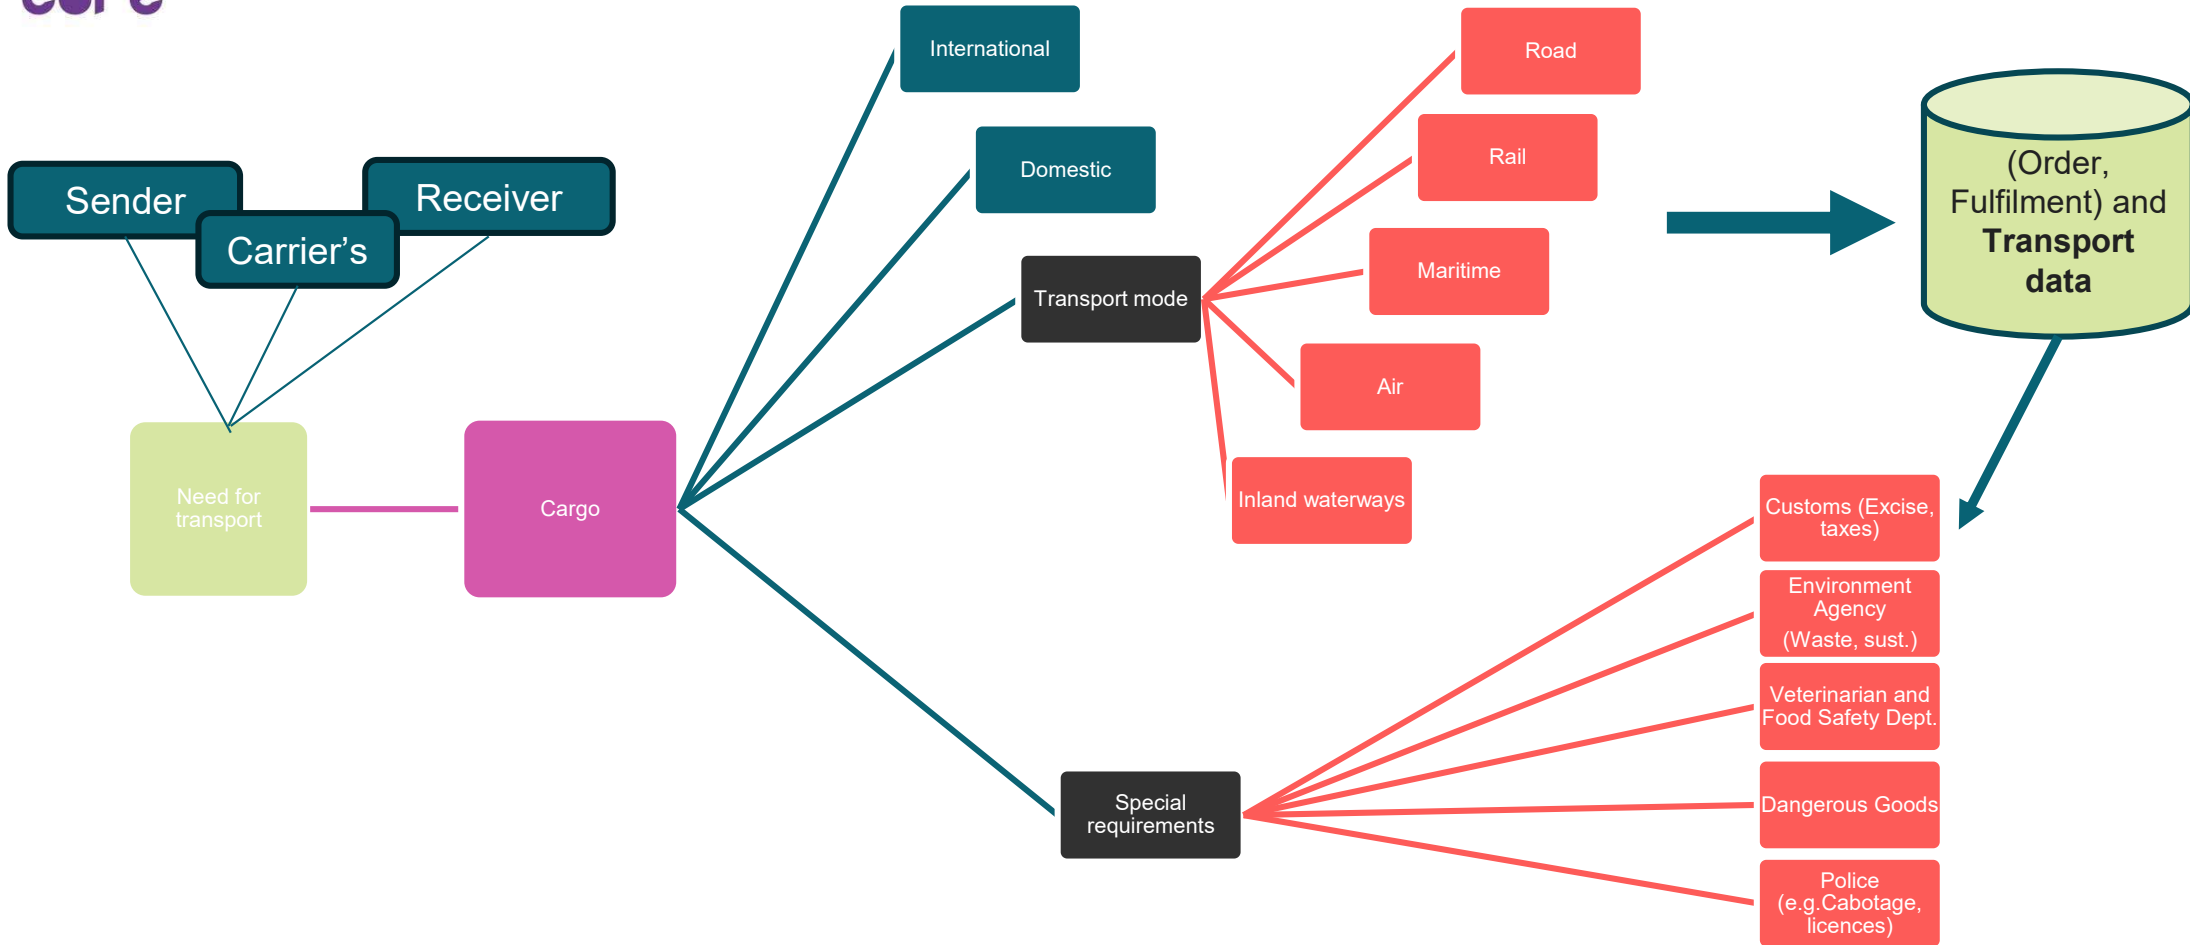 International
Domestic
Sender
Carrier's
Receiver
Need for
transport
Cargo
Transport mode
Road
Rail
Maritime
Air
Inland waterways
(Order,
Fulfilment) and
Transport
data
Special
requirements
Customs (Excise,
taxes)
Environment
Agency
(Waste, sust.)
Veterinarian and
Food Safety Dept.
Dangerous Goods
Police
(e.g.Cabotage,
licences)